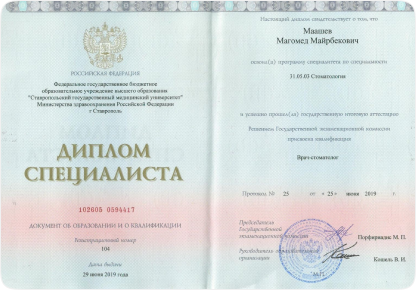 РОССИЙСКАЯ ФЕДЕРАЦИЯ
Федеральное государственное бюджетное
образовательное учреждение высшего образования
"Ставропольский государственный медицинский университет"
Министерства здравоохранения Российской Федерации
г Ставрополь
ДИПЛОМ
СПЕЦИАЛИСТА
102605 0594417
ДОКУМЕНТ ОБ ОБРАЗОВАНИИ И О КВАЛИФИКАЦИИ
Регистрационный номер
104
Дата выдачи
29 июня 2019 года
Настоящий диплом свидетельствует о том, что
Маашев
Магомед Майрбекович
освоил(а) программу специалитета по специальности
31.05.03 Стоматология
и успешно прошёл(а) государственную итоговую аттестацию
Решением Государственной экзаменационной комиссии
присвоена квалификация
Врач-стоматолог
Протокол № 25 от « 25 » июня 2019 г.
Председатель
Государственной
экзаменационной комиссии
Порфириадис М. П.
Руководитель образовательной
организации
Кошель В. И.
М.П.